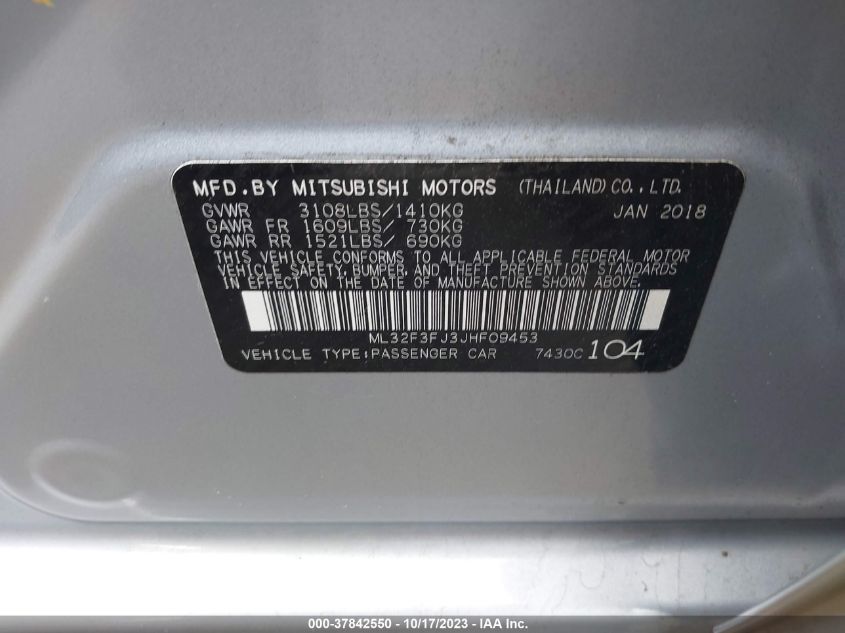 MFD.BY MITSUBISHI MOTORS (THAILAND)CO.,LTD.
GVWR 3108LBS/1410KG JAN 2018
GAWR FR 1609LBS/ 730KG
GAWR RR 1521LBS/ 690KG
THIS VEHICLE CONFORMS TO ALL APPLICABLE FEDERAL MOTOR
VEHICLE SAFETY, BUMPER, AND THEFT PREVENTION STANDARDS
IN EFFECT ON THE DATE OF MANUFACTURE SHOWN ABOVE.
ML32F3FJ3JHF09453
VEHICLE TYPE:PASSENGER CAR 7430C 104
000-37842550 - 10/17/2023 - IAA Inc.